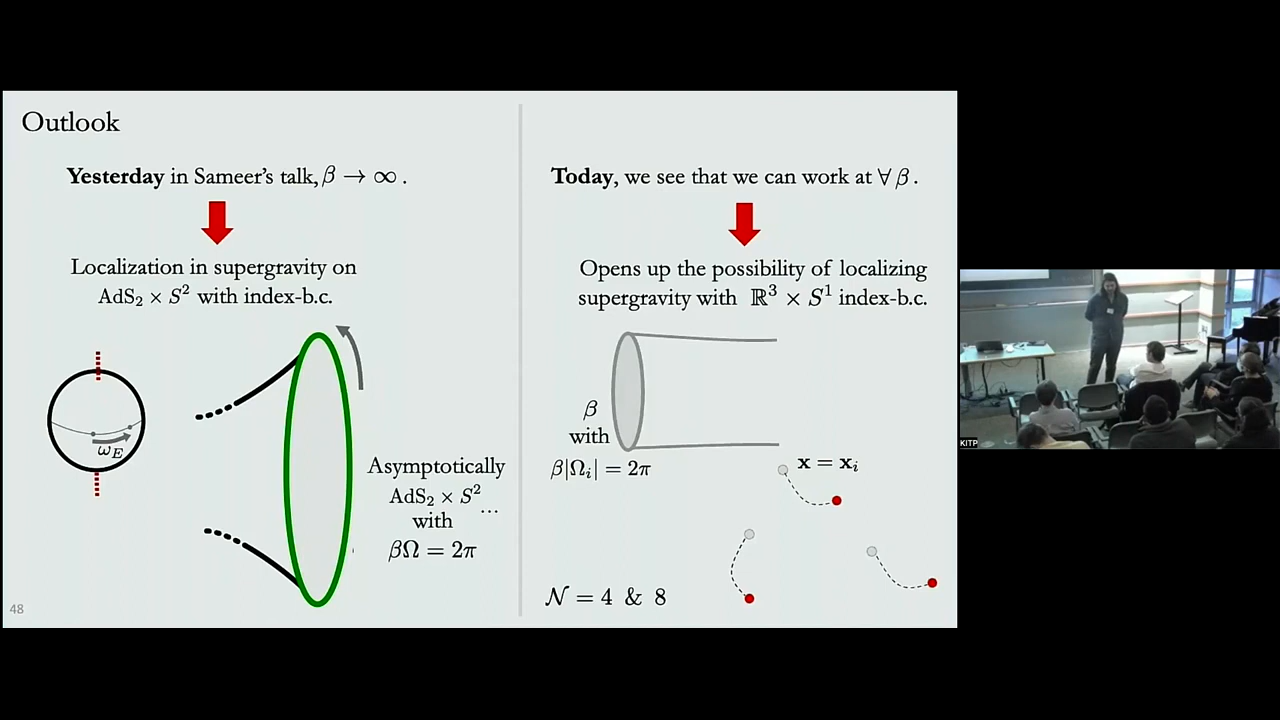 Outlook
Yesterday in Sameer's talk, β → ∞ .
Localization in supergravity on
AdS₂ × S² with index-b.c.
ω_E
Asymptotically
AdS₂ × S² ...
with
βΩ = 2π
48
Today, we see that we can work at ∀ β .
Opens up the possibility of localizing
supergravity with ℝ³ × S¹ index-b.c.
β
with
β|Ω_i| = 2π
x = x_i
𝒩 = 4 & 8
KITP